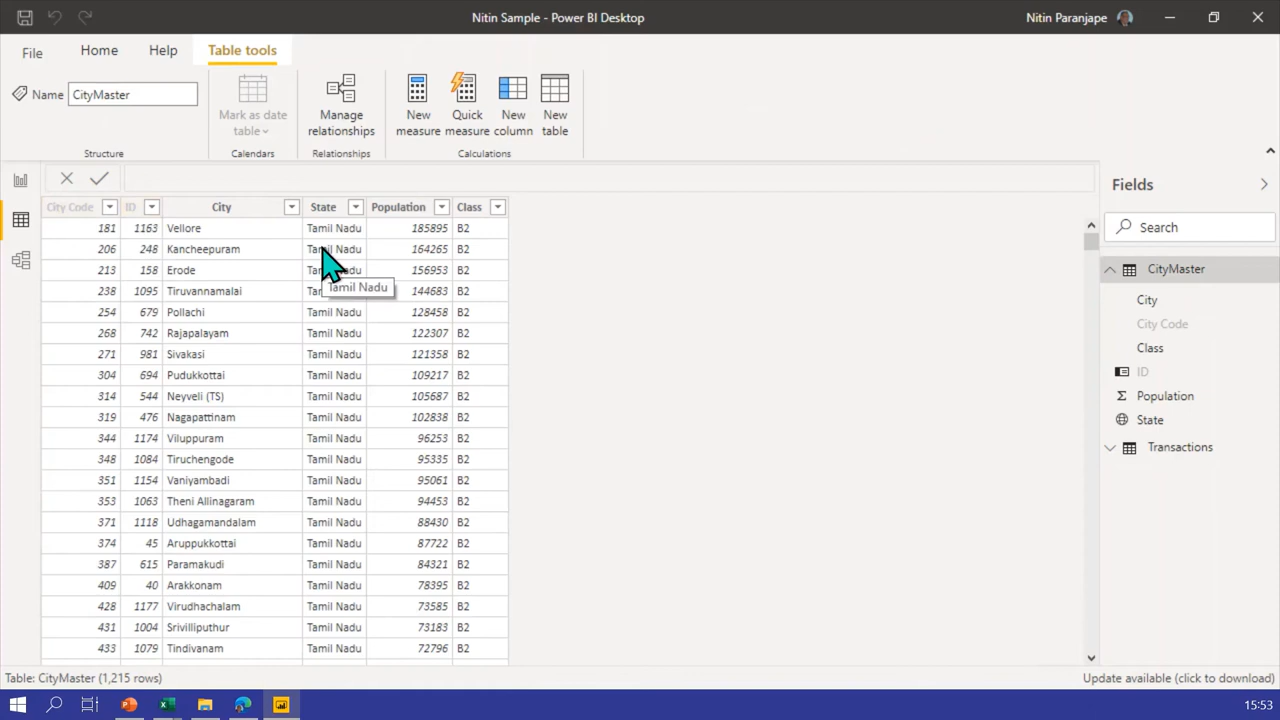 Nitin Sample - Power BI Desktop
Nitin Paranjape
File
Home
Help
Table tools
Name
CityMaster
Mark as date
table
Manage
relationships
New
measure
Quick
measure
New
column
New
table
Structure
Calendars
Relationships
Calculations
City Code ID City State Population Class
181 1163 Vellore Tamil Nadu 185895 B2
206 248 Kancheepuram Tamil Nadu 164265 B2
213 158 Erode Tamil Nadu 156953 B2
238 1095 Tiruvannamalai Tamil Nadu 144683 B2
254 679 Pollachi Tamil Nadu 128458 B2
268 742 Rajapalayam Tamil Nadu 122307 B2
271 981 Sivakasi Tamil Nadu 121358 B2
304 694 Pudukkottai Tamil Nadu 109217 B2
314 544 Neyveli (TS) Tamil Nadu 105687 B2
319 476 Nagapattinam Tamil Nadu 102838 B2
344 1174 Viluppuram Tamil Nadu 96253 B2
348 1084 Tiruchengode Tamil Nadu 95335 B2
351 1154 Vaniyambadi Tamil Nadu 95061 B2
353 1063 Theni Allinagaram Tamil Nadu 94453 B2
371 1118 Udhagamandalam Tamil Nadu 88430 B2
374 45 Aruppukkottai Tamil Nadu 87722 B2
387 615 Paramakudi Tamil Nadu 84321 B2
409 40 Arakkonam Tamil Nadu 78395 B2
428 1177 Virudhachalam Tamil Nadu 73585 B2
431 1004 Srivilliputhur Tamil Nadu 73183 B2
433 1079 Tindivanam Tamil Nadu 72796 B2
Tamil Nadu
Fields
Search
CityMaster
City
City Code
Class
ID
Population
State
Transactions
Table: CityMaster (1,215 rows)
Update available (click to download)
15:53